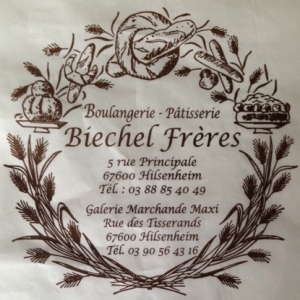 Boulangerie - Pâtisserie
Biechel Frères
5 rue Principale
67600 Hilsenheim
Tél. : 03 88 85 40 49
Galerie Marchande Maxi
Rue des Tisserands
67600 Hilsenheim
Tél. : 03 90 56 43 16